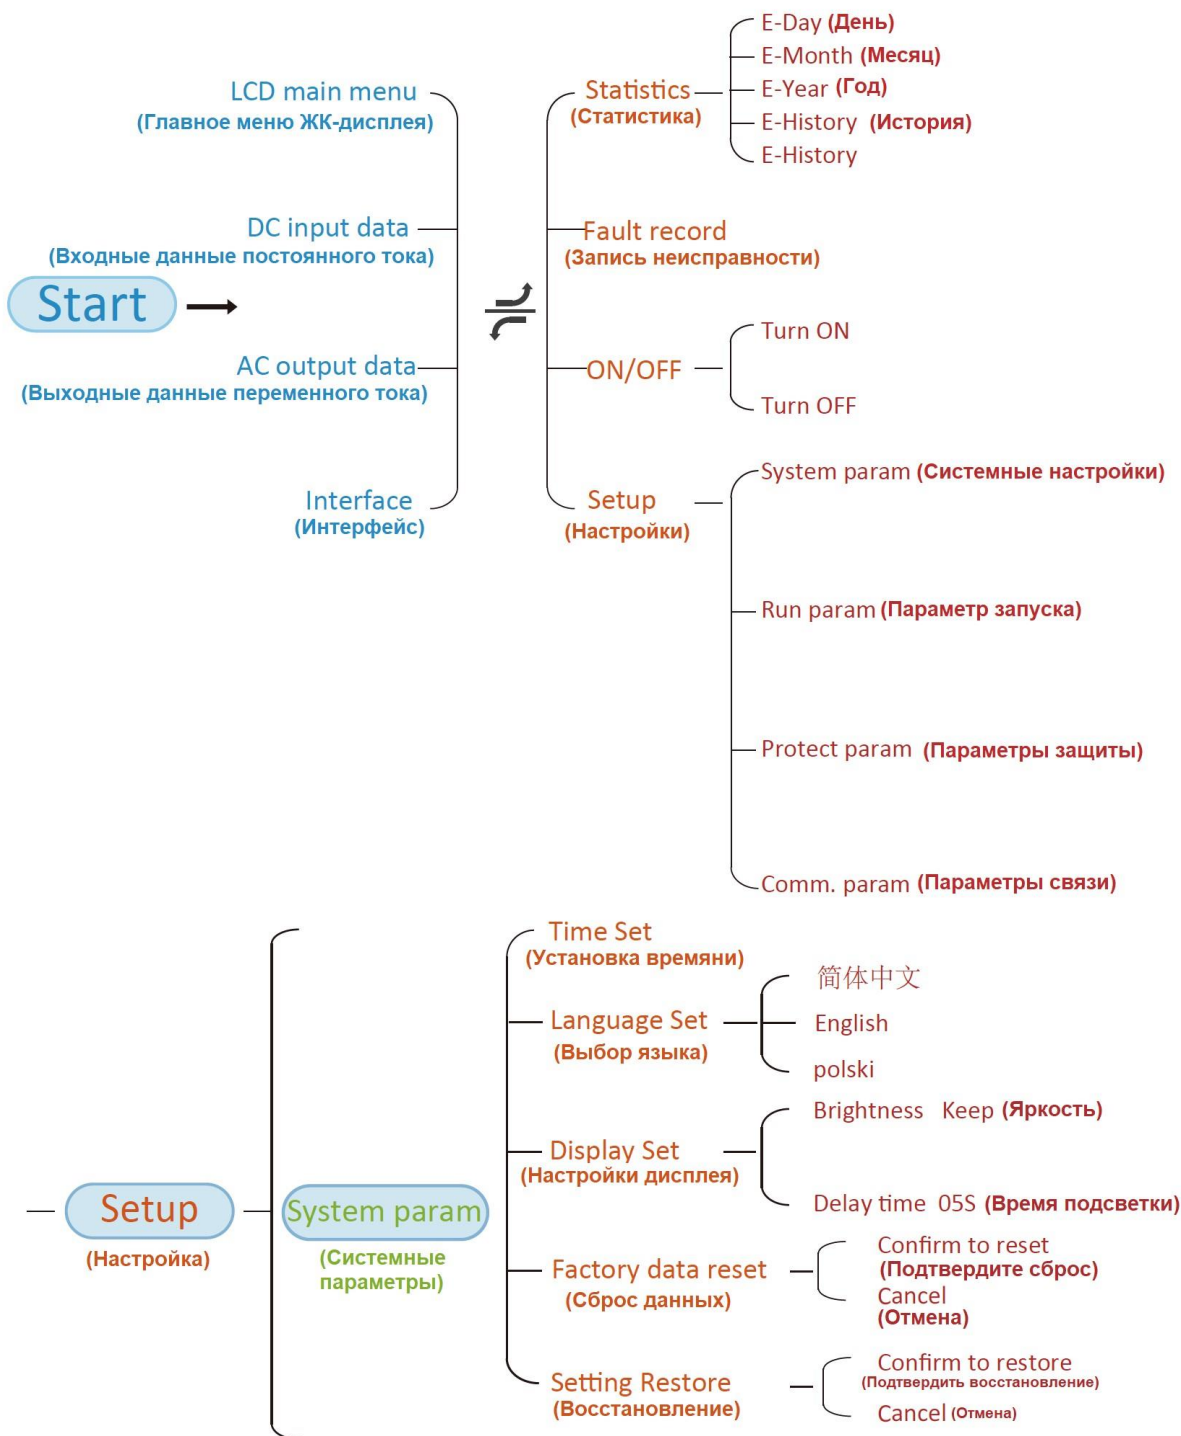 LCD main menu
(Главное меню ЖК-дисплея)
DC input data
(Входные данные постоянного тока)
Start
AC output data
(Выходные данные переменного тока)
Interface
(Интерфейс)
Statistics
(Статистика)
E-Day (День)
E-Month (Месяц)
E-Year (Год)
E-History (История)
E-History
Fault record
(Запись неисправности)
ON/OFF
Turn ON
Turn OFF
Setup
(Настройки)
System param (Системные настройки)
Run param (Параметр запуска)
Protect param (Параметры защиты)
Comm. param (Параметры связи)
Setup
(Настройка)
System param
(Системные
параметры)
Time Set
(Установка времяни)
Language Set
(Выбор языка)
简体中文
English
polski
Display Set
(Настройки дисплея)
Brightness Keep (Яркость)
Delay time 05S (Время подсветки)
Factory data reset
(Сброс данных)
Confirm to reset
(Подтвердите сброс)
Cancel
(Отмена)
Setting Restore
(Восстановление)
Confirm to restore
(Подтвердить восстановление)
Cancel (Отмена)